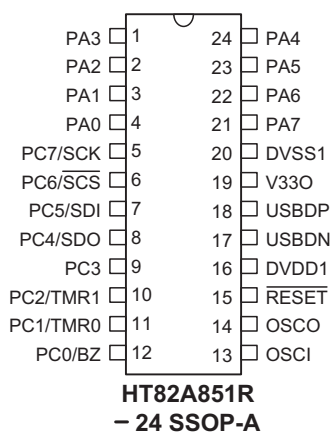 PA3 1 24 PA4
PA2 2 23 PA5
PA1 3 22 PA6
PA0 4 21 PA7
PC7/SCK 5 20 DVSS1
PC6/SCS 6 19 V33O
PC5/SDI 7 18 USBDP
PC4/SDO 8 17 USBDN
PC3 9 16 DVDD1
PC2/TMR1 10 15 RESET
PC1/TMR0 11 14 OSCO
PC0/BZ 12 13 OSCI
HT82A851R
– 24 SSOP-A